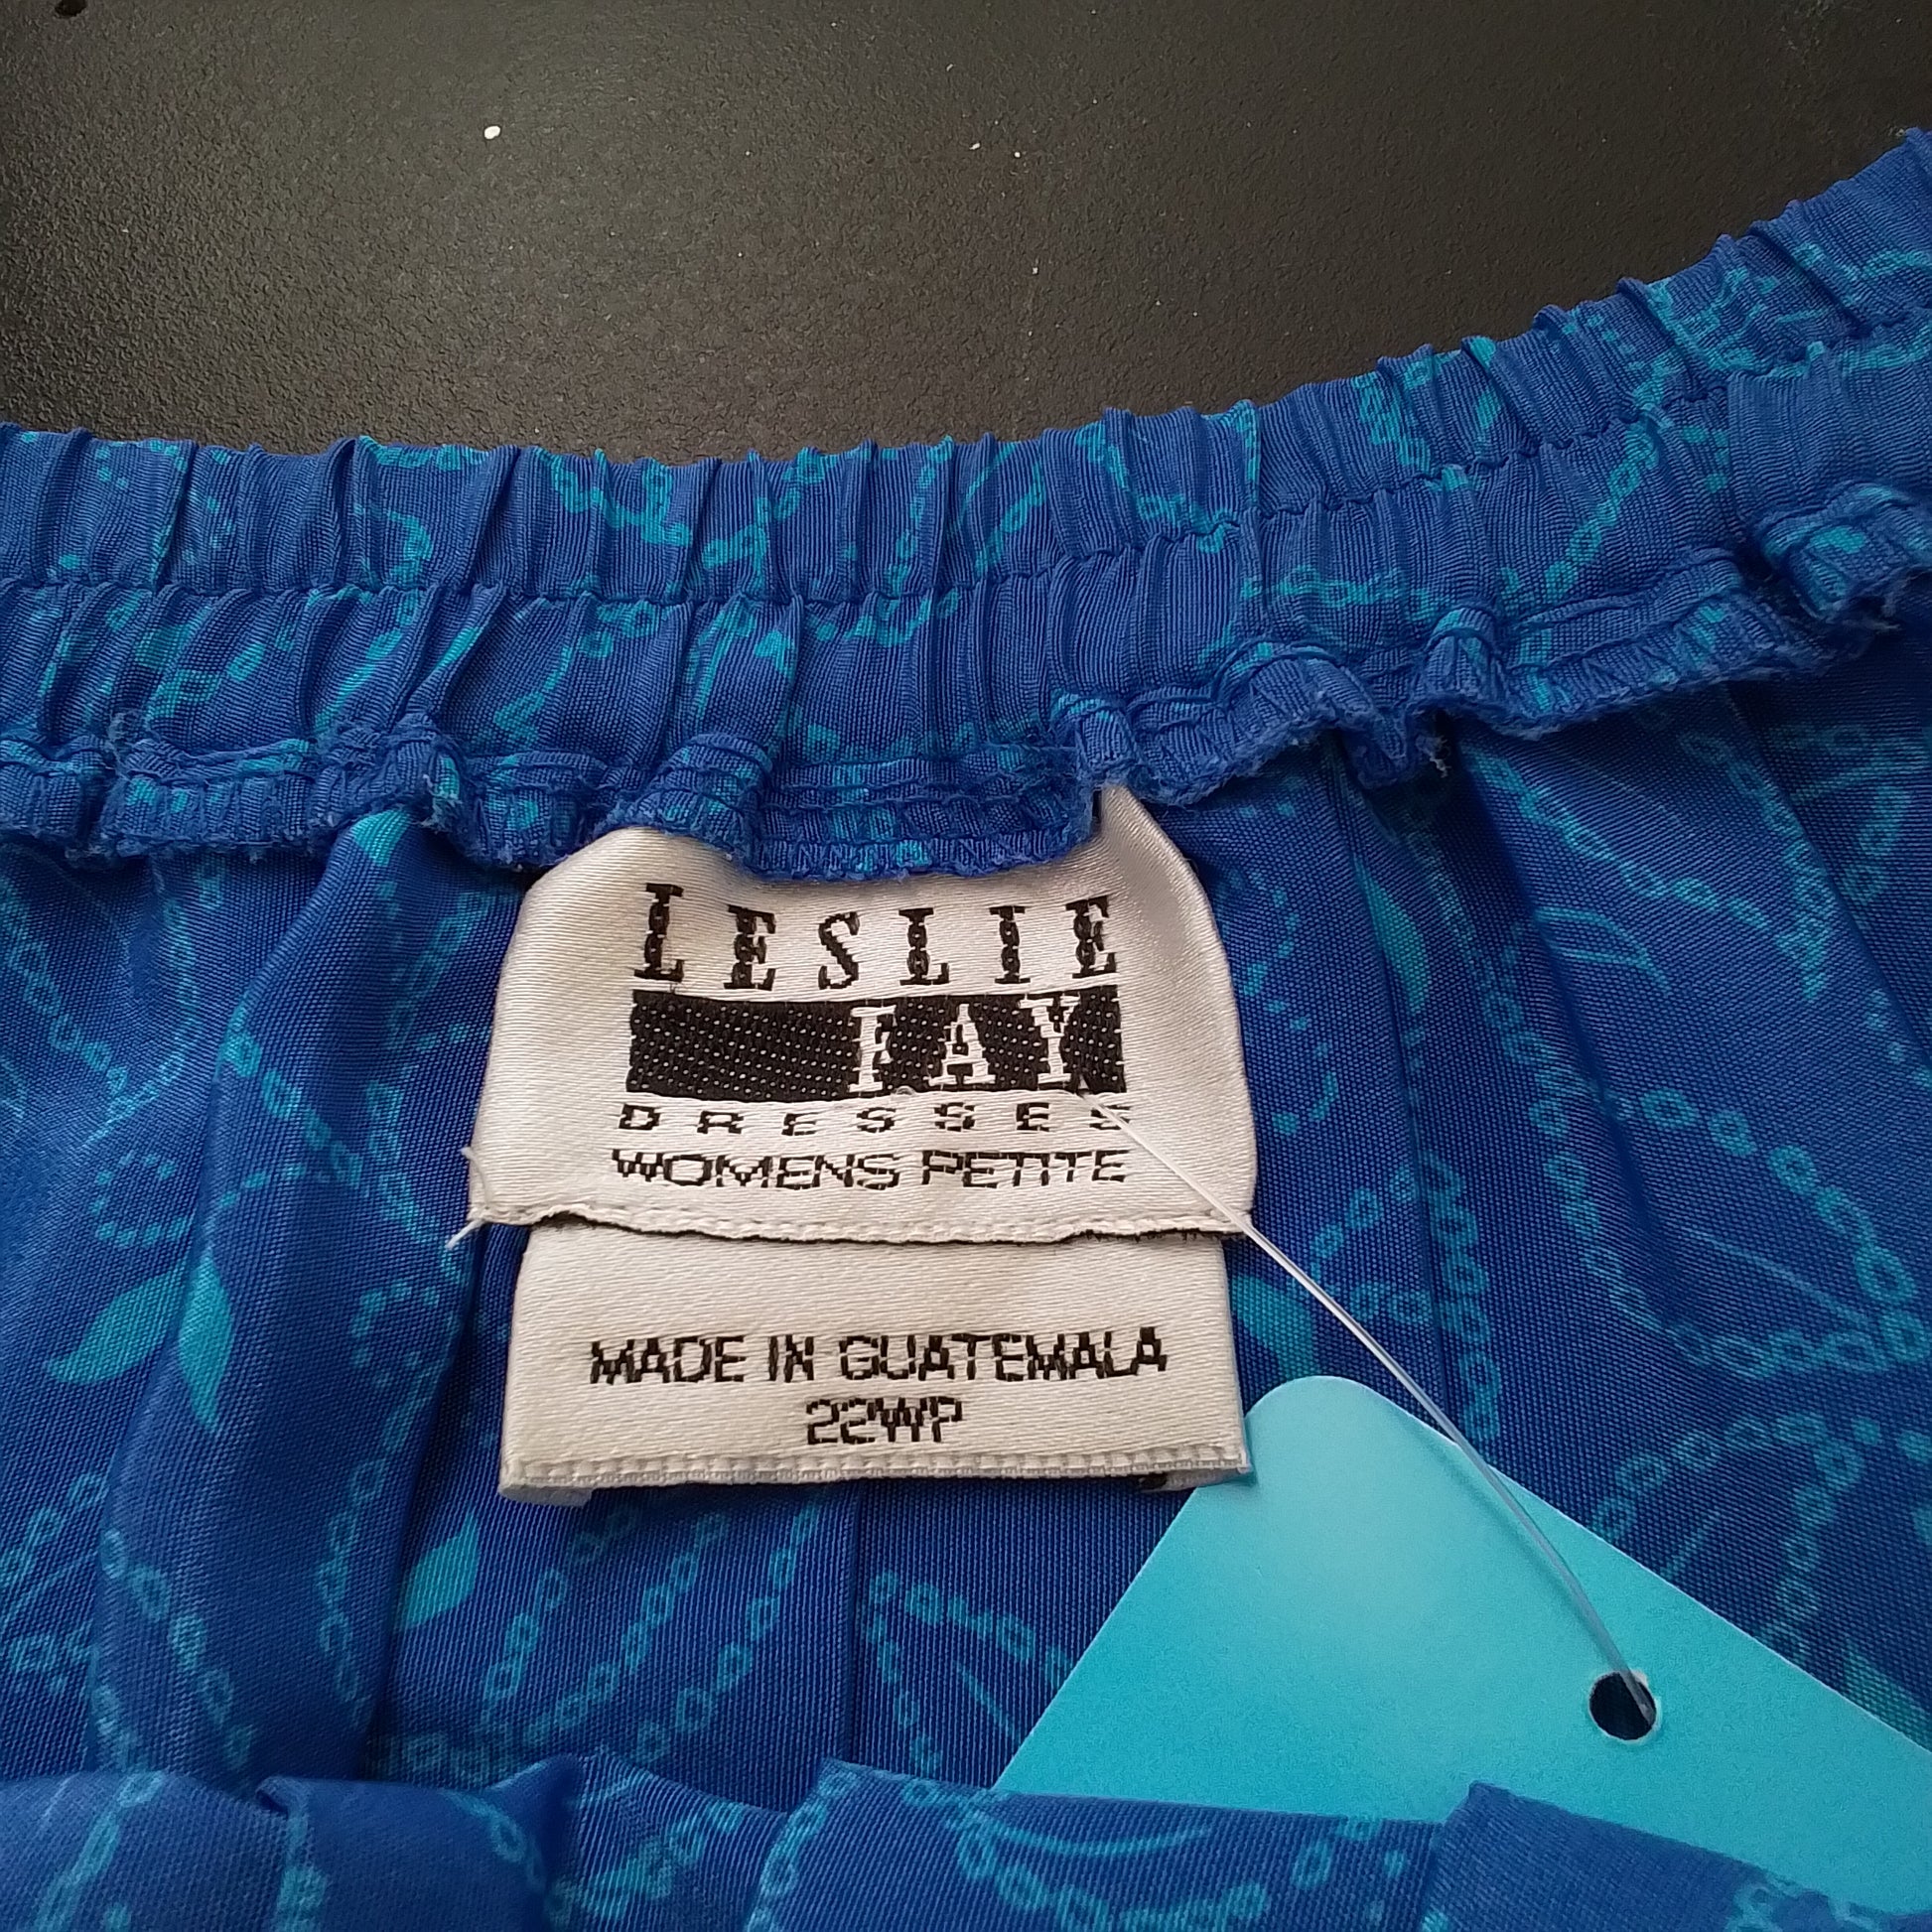 LESLIE
FAY
DRESSES
WOMENS PETITE
MADE IN GUATEMALA
22WP